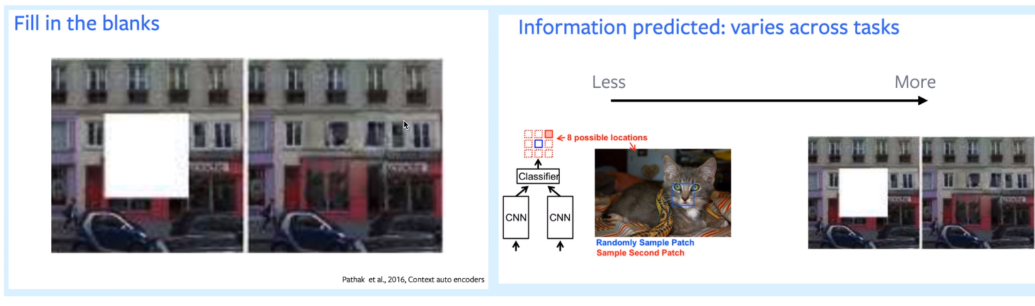 Fill in the blanks
Pathak et al., 2016, Context auto encoders
Information predicted: varies across tasks
Less
More
8 possible locations
Classifier
CNN
CNN
Randomly Sample Patch
Sample Second Patch